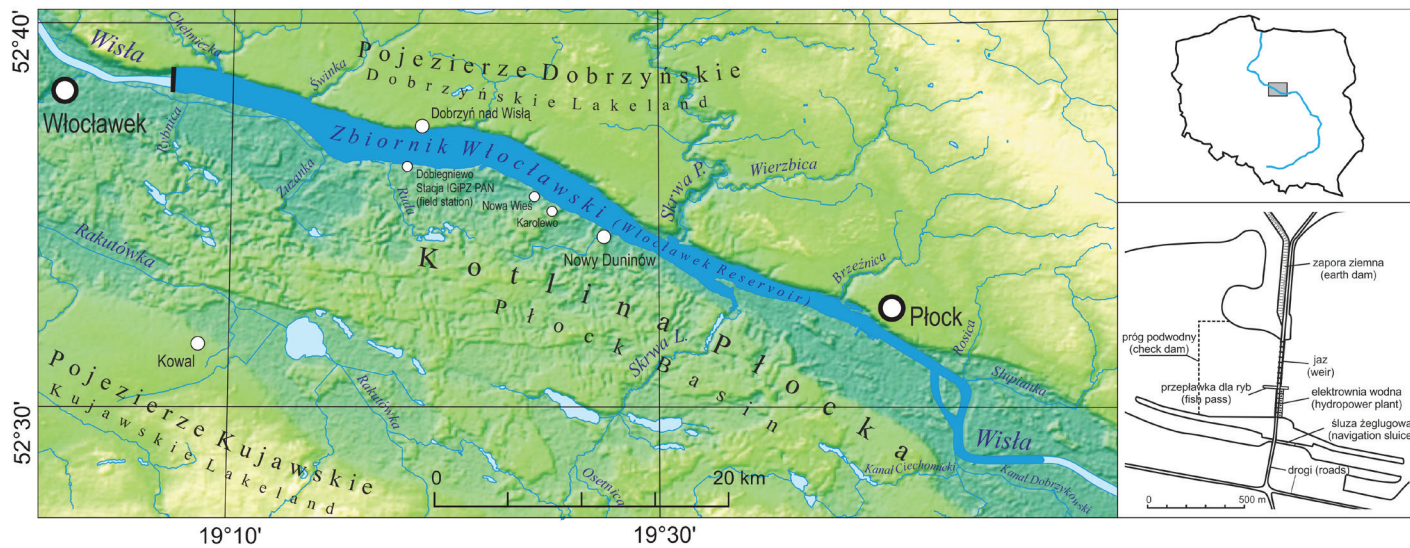 52°40'
Wisła
Chełmiczka
Świnka
Pojezierze Dobrzyńskie
Dobrzyńskie Lakeland
Włocławek
Rybnica
Dobrzyń nad Wisłą
Zbiornik Włocławski (Włocławek Reservoir)
Zuzanka
Dobiegniewo
Stacja IGiPZ PAN
(field station)
Ruda
Nowa Wieś
Karolewo
Nowy Duninów
Skrwa P.
Wierzbica
Rakutówka
Kotlina Płocka
Płock Basin
Brzeźnica
Płock
Rosica
Słupianka
Skrwa L.
Kowal
Rakutówka
Pojezierze Kujawskie
Kujawskie Lakeland
52°30'
Osetnica
Wisła
Kanał Ciechomicki
Kanał Dobrzykowski
0 20 km
19°10' 19°30'
zapora ziemna
(earth dam)
próg podwodny
(check dam)
jaz
(weir)
przepławka dla ryb
(fish pass)
elektrownia wodna
(hydropower plant)
śluza żeglugowa
(navigation sluice
drogi (roads)
0 500 m